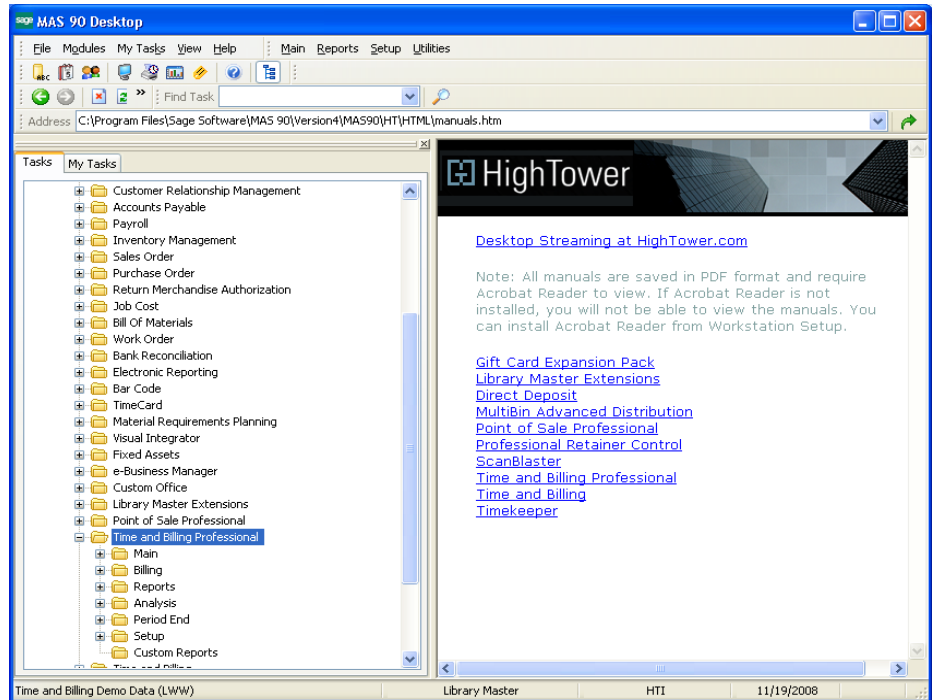 sage MAS 90 Desktop
File Modules My Tasks View Help Main Reports Setup Utilities
ABC
Find Task
Address C:\Program Files\Sage Software\MAS 90\Version4\MAS90\HT\HTML\manuals.htm
Tasks My Tasks
Customer Relationship Management
Accounts Payable
Payroll
Inventory Management
Sales Order
Purchase Order
Return Merchandise Authorization
Job Cost
Bill Of Materials
Work Order
Bank Reconciliation
Electronic Reporting
Bar Code
TimeCard
Material Requirements Planning
Visual Integrator
Fixed Assets
e-Business Manager
Custom Office
Library Master Extensions
Point of Sale Professional
Time and Billing Professional
Main
Billing
Reports
Analysis
Period End
Setup
Custom Reports
Time and Billing
HighTower
Desktop Streaming at HighTower.com
Note: All manuals are saved in PDF format and require
Acrobat Reader to view. If Acrobat Reader is not
installed, you will not be able to view the manuals. You
can install Acrobat Reader from Workstation Setup.
Gift Card Expansion Pack
Library Master Extensions
Direct Deposit
MultiBin Advanced Distribution
Point of Sale Professional
Professional Retainer Control
ScanBlaster
Time and Billing Professional
Time and Billing
Timekeeper
Time and Billing Demo Data (LWW) Library Master HTI 11/19/2008